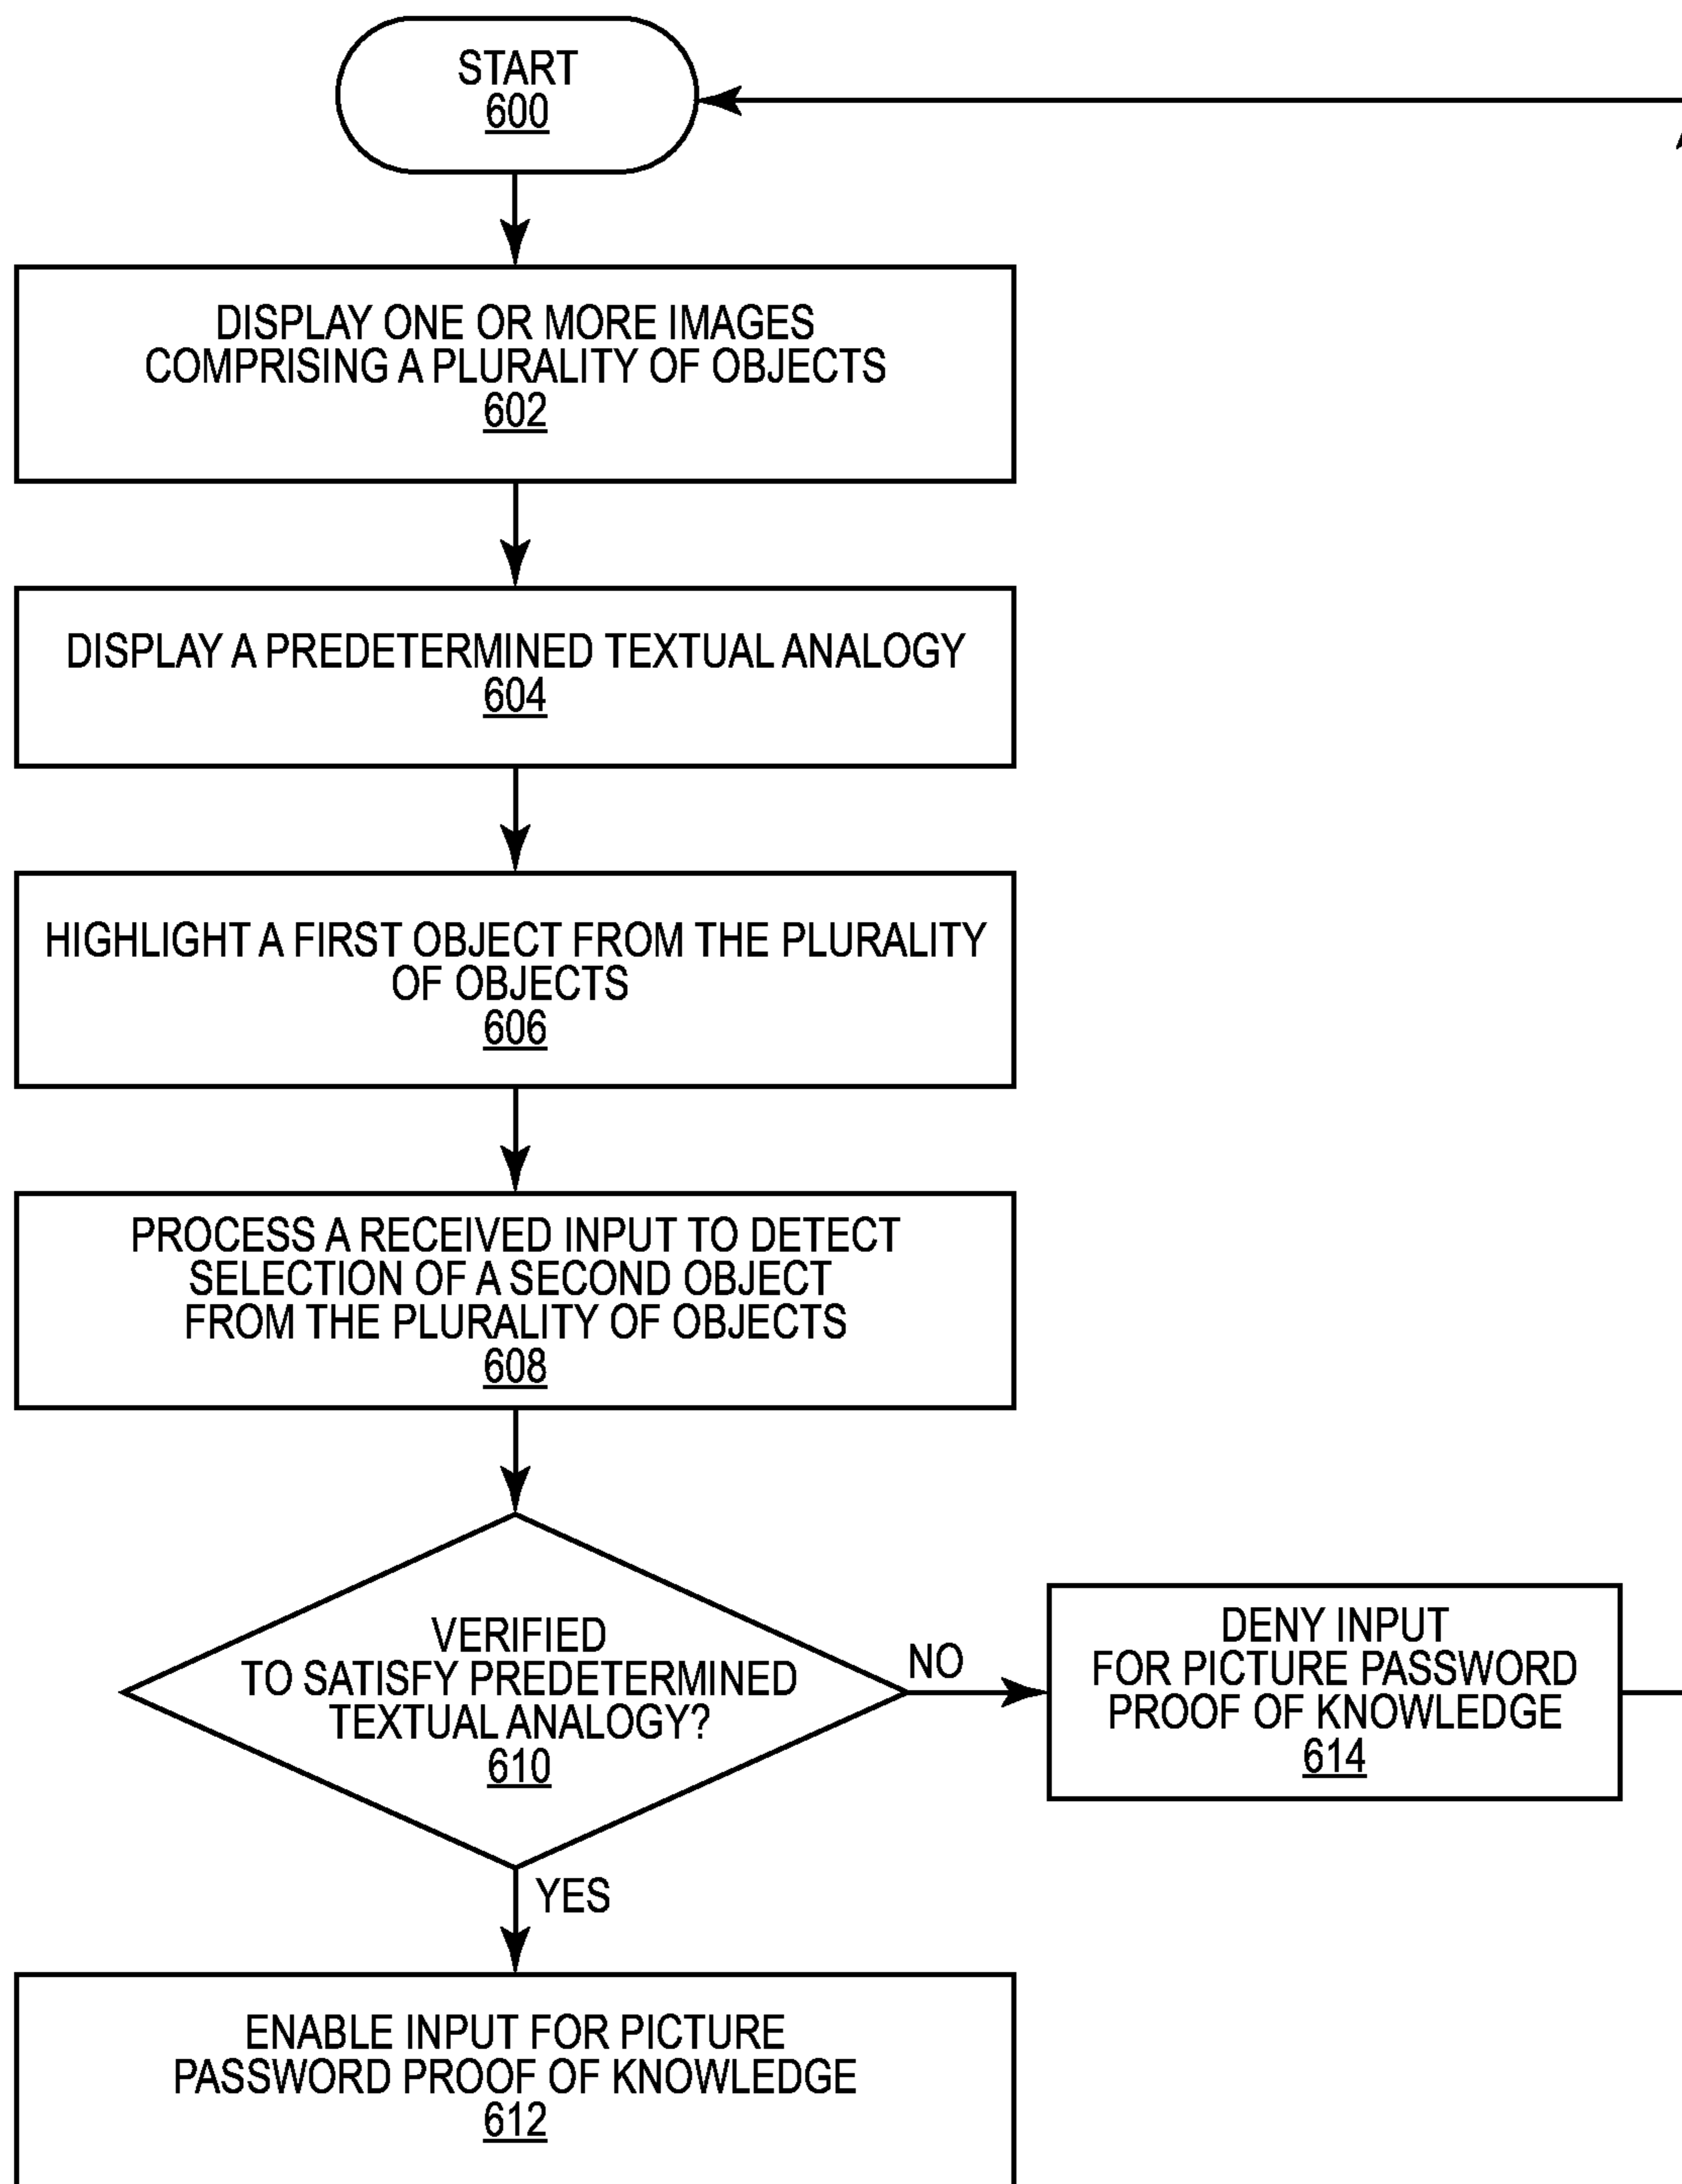 START
600
DISPLAY ONE OR MORE IMAGES
COMPRISING A PLURALITY OF OBJECTS
602
DISPLAY A PREDETERMINED TEXTUAL ANALOGY
604
HIGHLIGHT A FIRST OBJECT FROM THE PLURALITY
OF OBJECTS
606
PROCESS A RECEIVED INPUT TO DETECT
SELECTION OF A SECOND OBJECT
FROM THE PLURALITY OF OBJECTS
608
VERIFIED
TO SATISFY PREDETERMINED
TEXTUAL ANALOGY?
610
NO
DENY INPUT
FOR PICTURE PASSWORD
PROOF OF KNOWLEDGE
614
YES
ENABLE INPUT FOR PICTURE
PASSWORD PROOF OF KNOWLEDGE
612